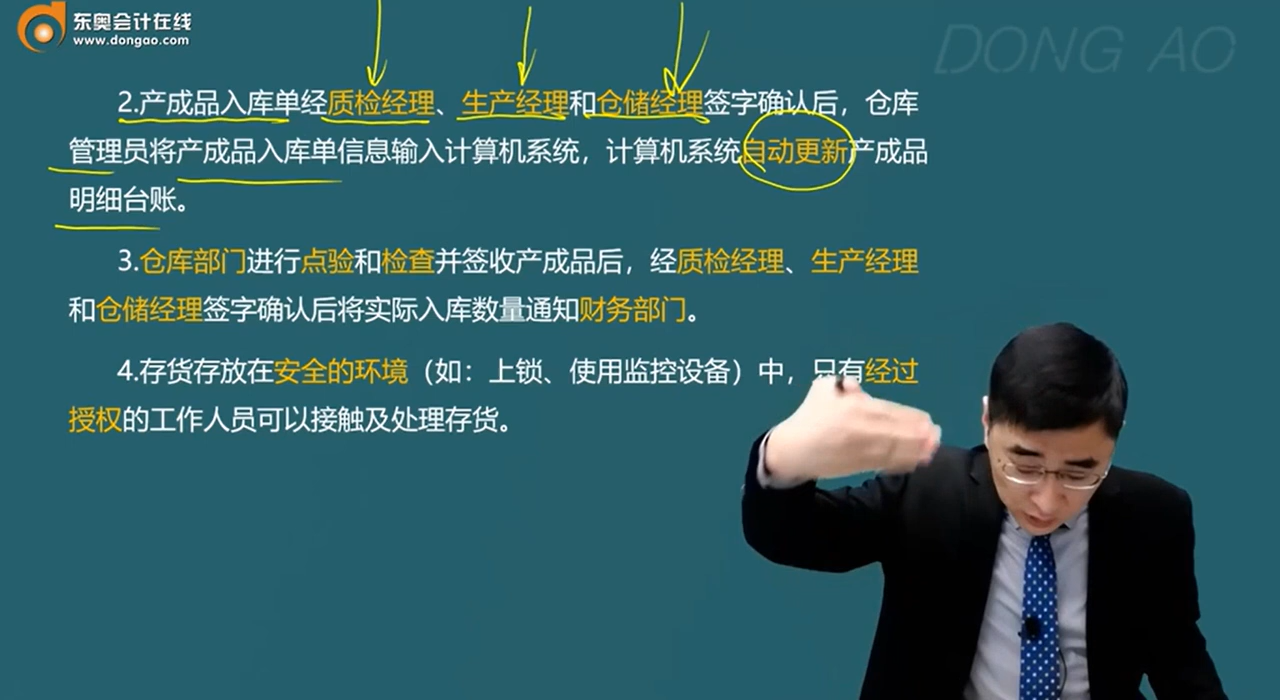 东奥会计在线
www.dongao.com
DONG AO
2.产成品入库单经质检经理、生产经理和仓储经理签字确认后，仓库
管理员将产成品入库单信息输入计算机系统，计算机系统自动更新产成品
明细台账。
3.仓库部门进行点验和检查并签收产成品后，经质检经理、生产经理
和仓储经理签字确认后将实际入库数量通知财务部门。
4.存货存放在安全的环境（如：上锁、使用监控设备）中，只有经过
授权的工作人员可以接触及处理存货。